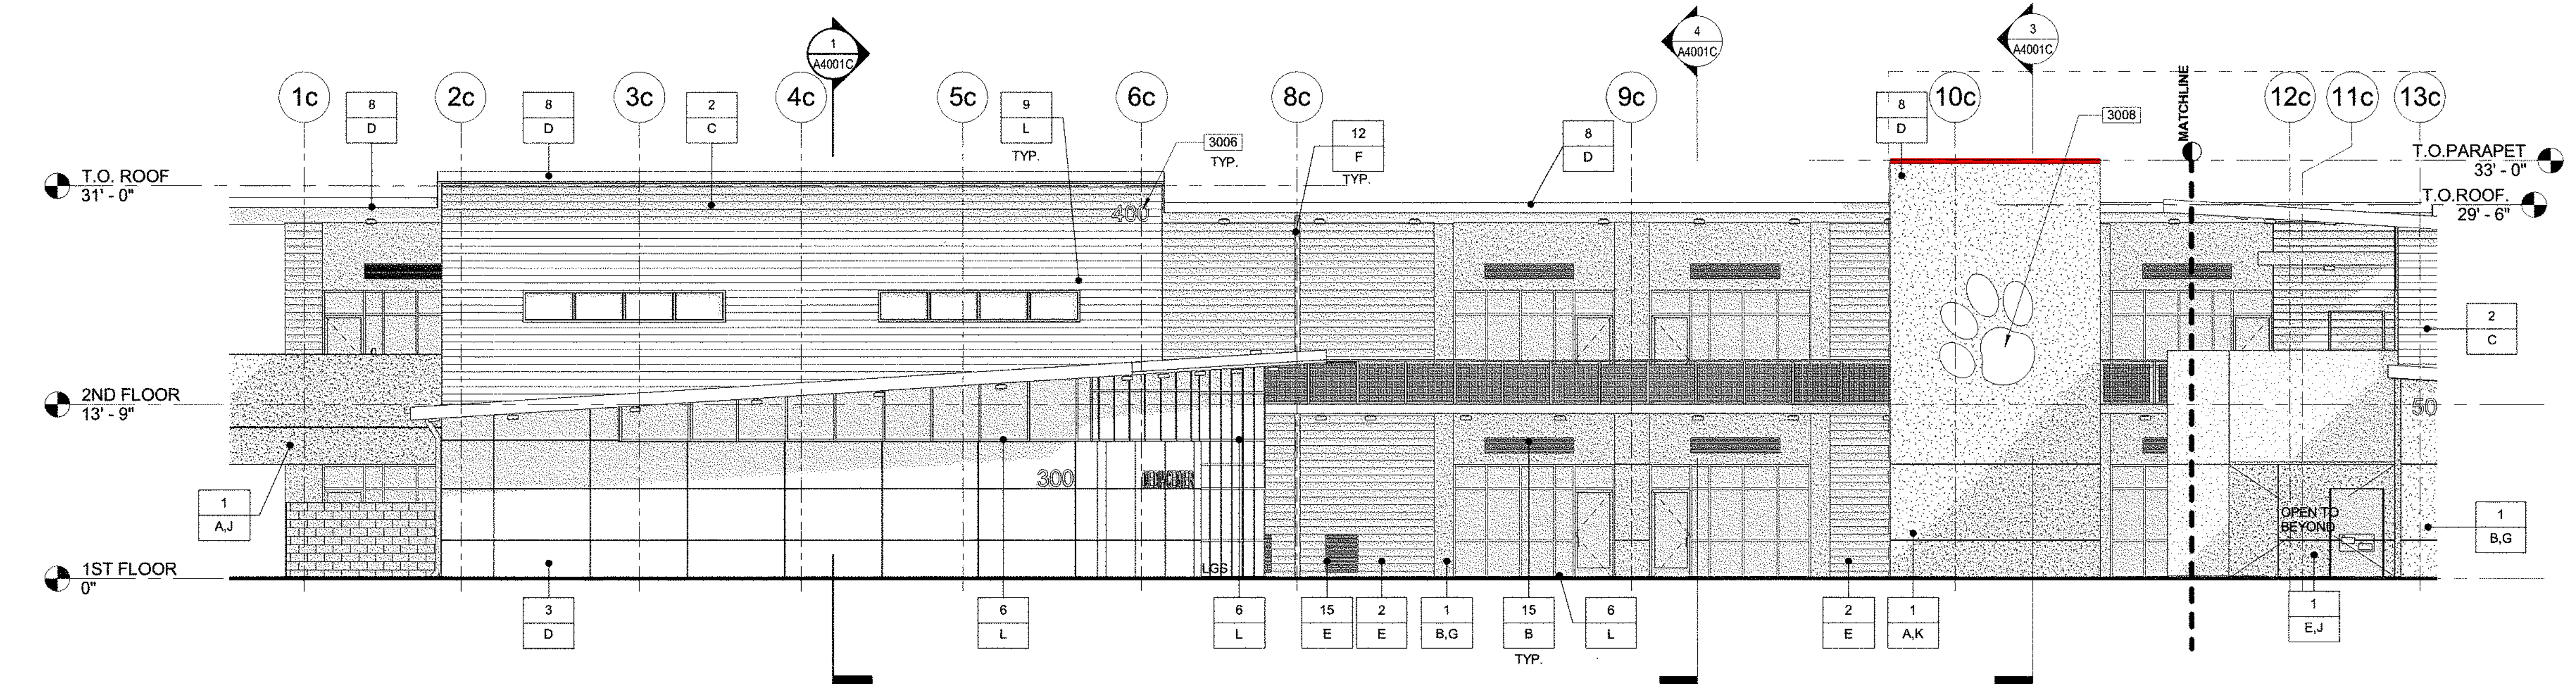 1
A4001C
4
A4001C
3
A4001C
1c
8
D
2c
8
D
3c
2
C
4c
5c
9
L
TYP.
6c
3006
TYP.
8c
12
F
TYP.
8
D
9c
8
D
10c
3008
MATCHLINE
12c
11c
13c
T.O. ROOF
31' - 0"
T.O.PARAPET
33' - 0"
T.O.ROOF.
29' - 6"
400
2
C
2ND FLOOR
13' - 9"
50
1
A,J
300
OPEN TO
BEYOND
1
B,G
1ST FLOOR
0"
LGS
3
D
6
L
6
L
15
E
2
E
1
B,G
15
B
TYP.
6
L
2
E
1
A,K
1
E,J